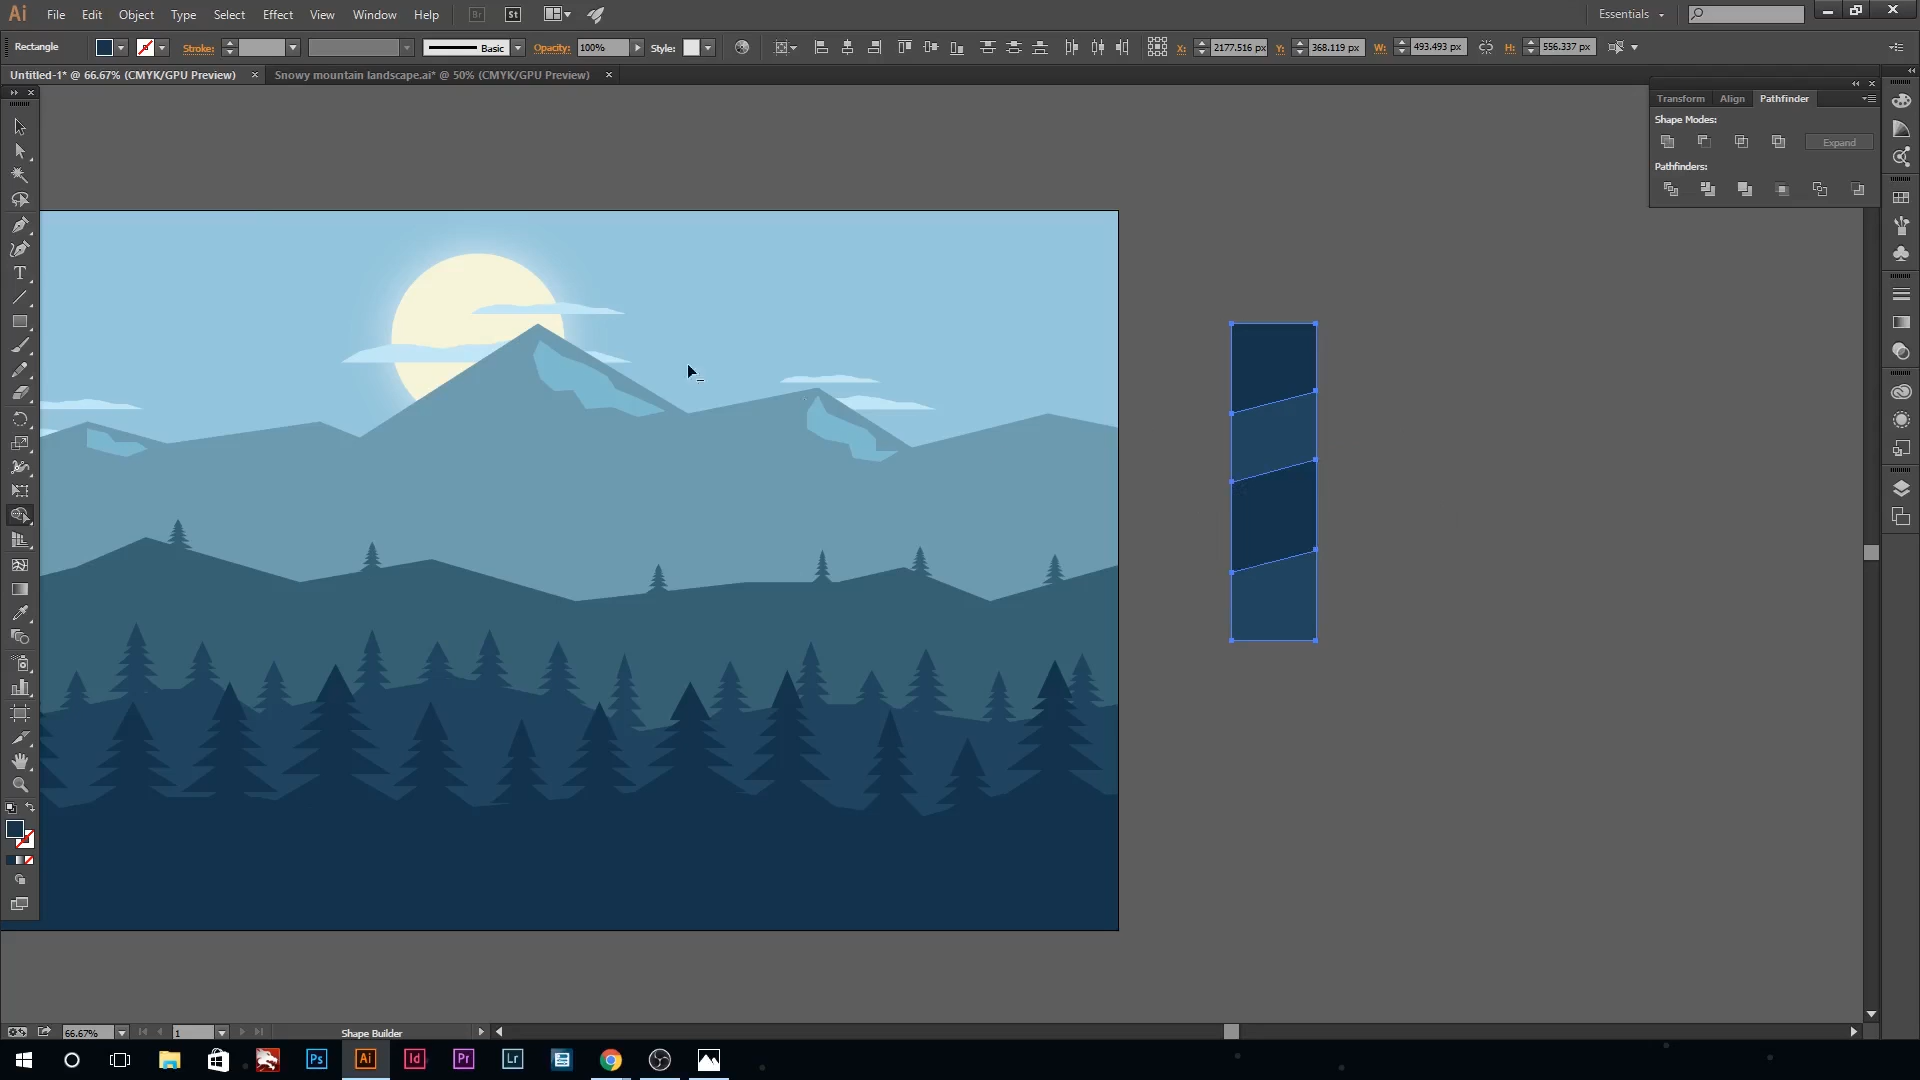 Ai File Edit Object Type Select Effect View Window Help Br St Essentials
Rectangle Stroke: Basic Opacity: 100% Style: X: 2177.516 px Y: 368.119 px W: 493.493 px H: 556.337 px
Untitled-1* @ 66.67% (CMYK/GPU Preview) × Snowy mountain landscape.ai* @ 50% (CMYK/GPU Preview) ×
Transform Align Pathfinder
Shape Modes:
Expand
Pathfinders:
T
66.67% 1 Shape Builder
Ps Ai Id Pr Lr